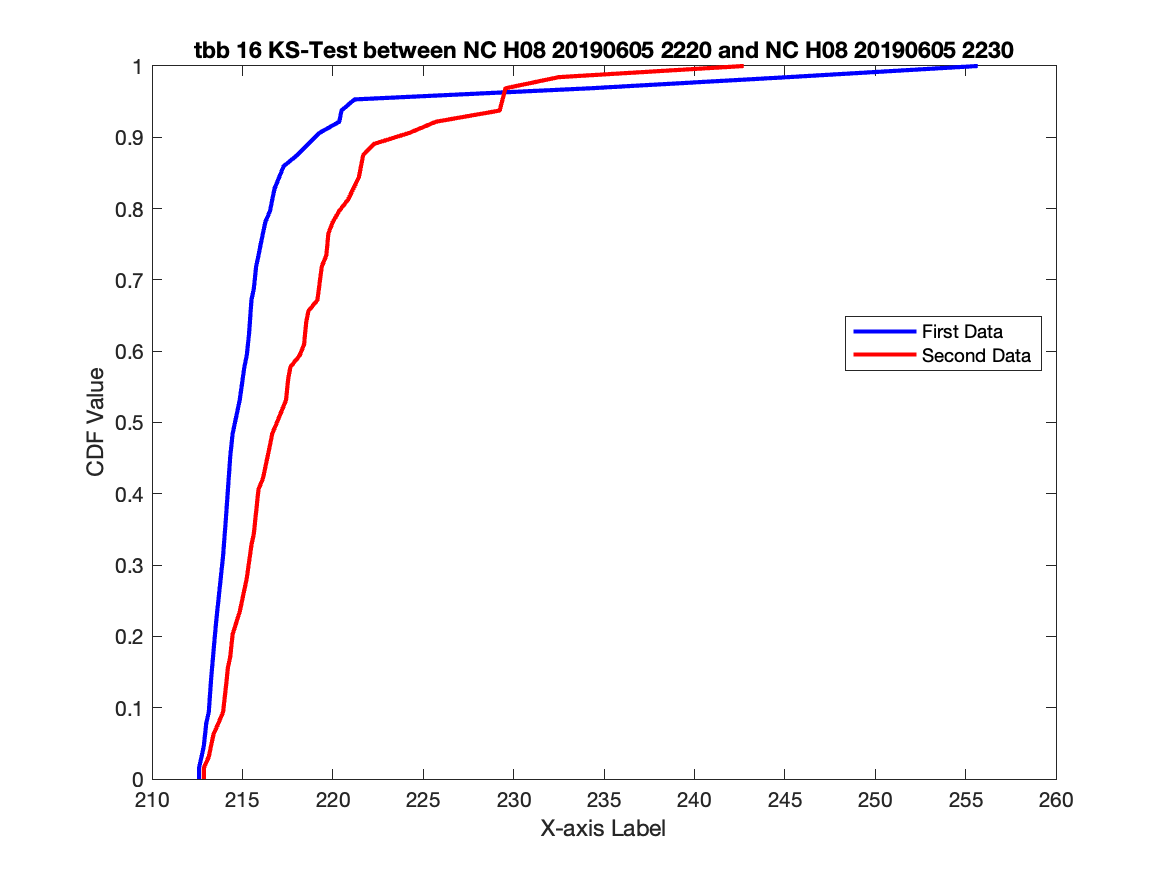 tbb 16 KS-Test between NC H08 20190605 2220 and NC H08 20190605 2230
1
0.9
0.8
0.7
0.6
0.5
0.4
0.3
0.2
0.1
0
CDF Value
First Data
Second Data
210 215 220 225 230 235 240 245 250 255 260
X-axis Label